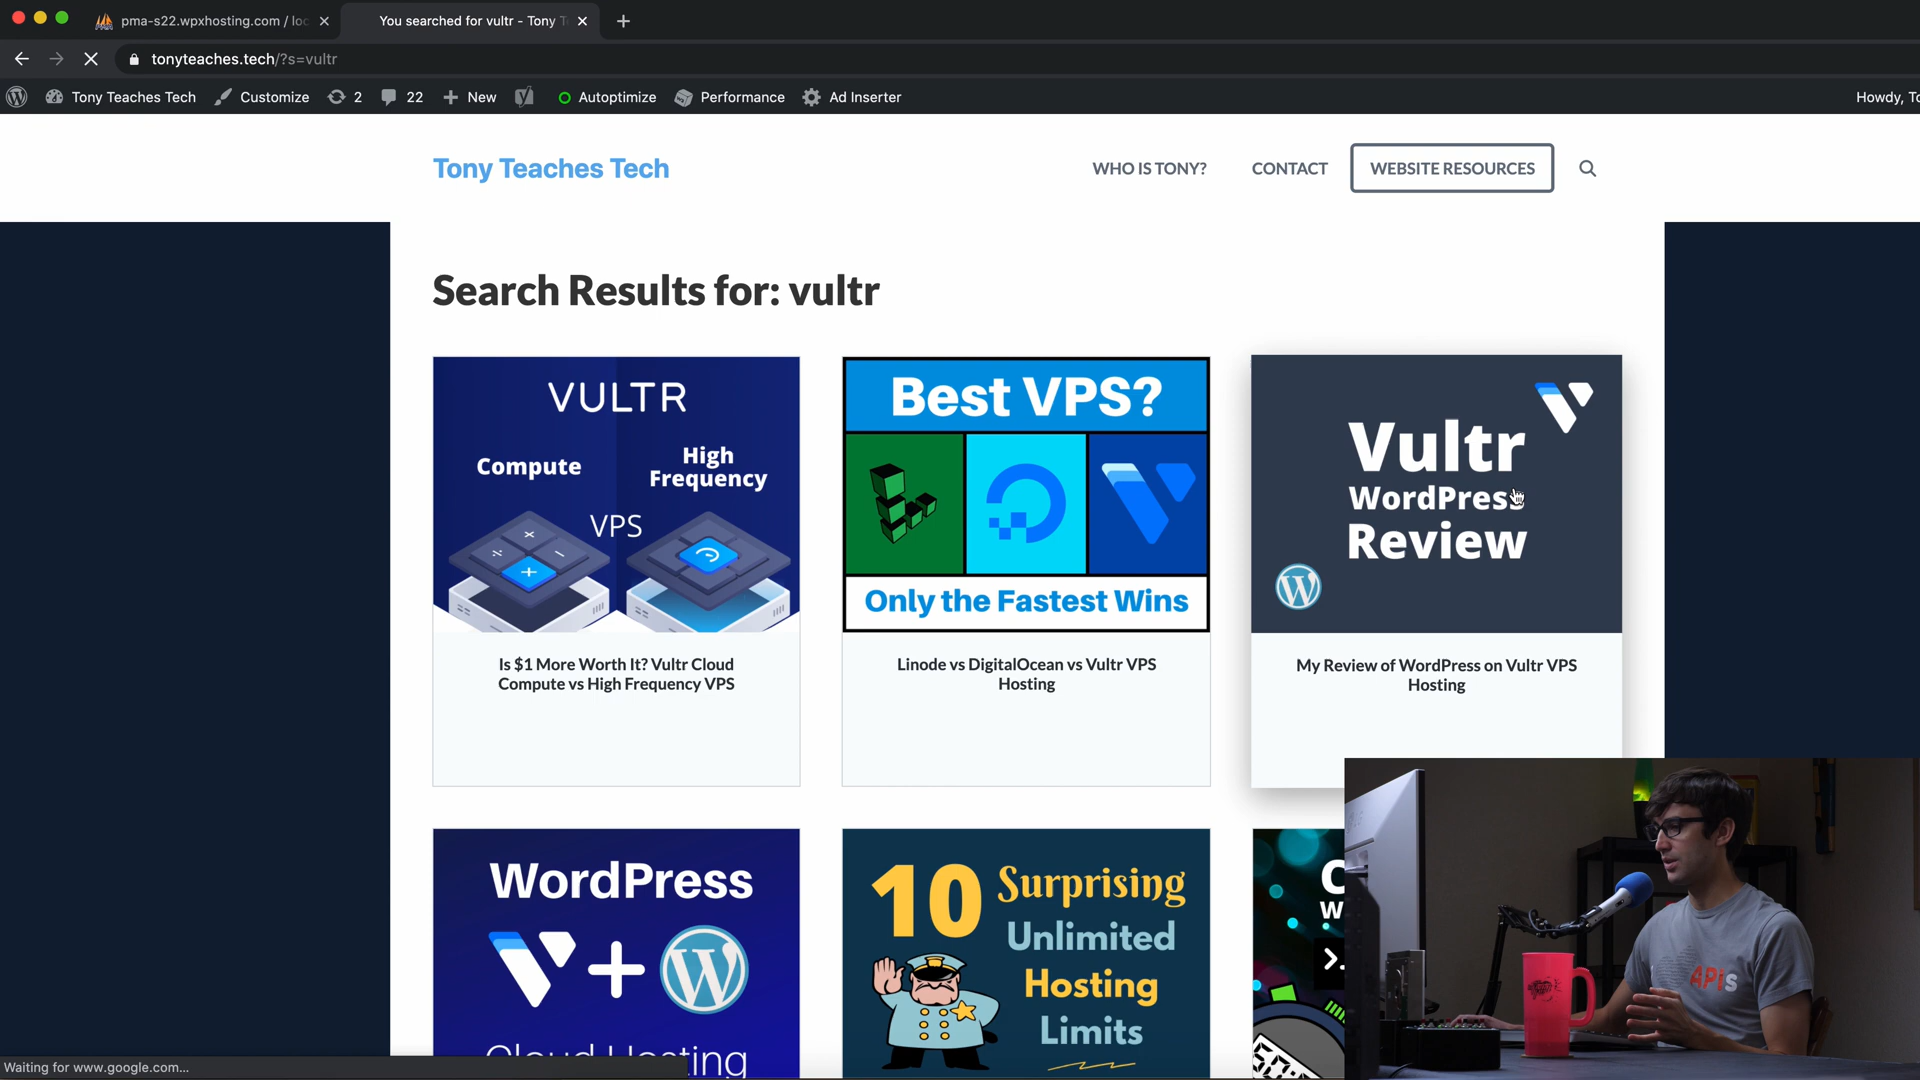 pma-s22.wpxhosting.com / loc
You searched for vultr - Tony T
tonyteaches.tech/?s=vultr
Tony Teaches Tech
Customize
2
22
New
Autoptimize
Performance
Ad Inserter
Howdy, To
Tony Teaches Tech
WHO IS TONY?
CONTACT
WEBSITE RESOURCES
Search Results for: vultr
VULTR
Compute
High
Frequency
VPS
Is $1 More Worth It? Vultr Cloud
Compute vs High Frequency VPS
Best VPS?
Only the Fastest Wins
Linode vs DigitalOcean vs Vultr VPS
Hosting
Vultr
WordPress
Review
My Review of WordPress on Vultr VPS
Hosting
WordPress
Cloud Hosting
10 Surprising
Unlimited
Hosting
Limits
C
W
APIs
Waiting for www.google.com...